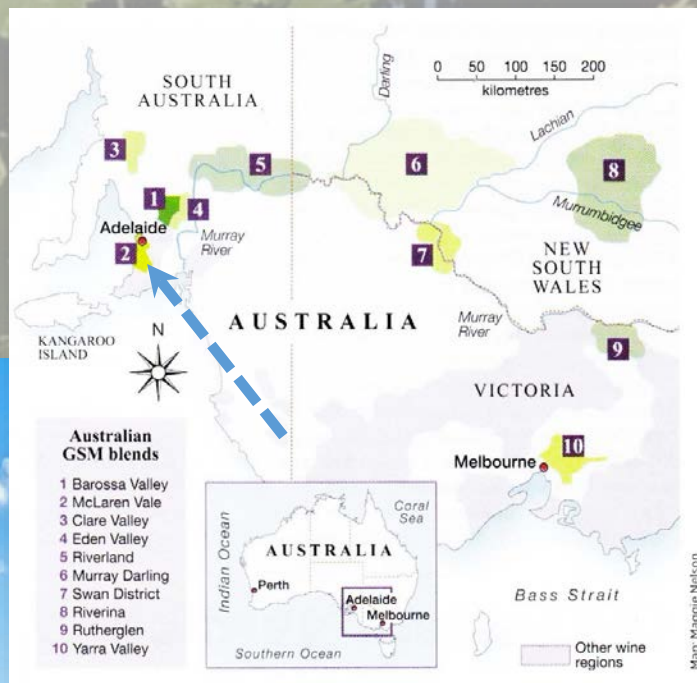 SOUTH
AUSTRALIA
Darling
0 50 100 150 200
kilometres
Lachlan
3
5
6
8
1
4
Murrumbidgee
Adelaide
2
Murray
River
7
NEW
SOUTH
WALES
KANGAROO
ISLAND
N
AUSTRALIA
Murray
River
9
VICTORIA
10
Melbourne
Australian
GSM blends
1 Barossa Valley
2 McLaren Vale
3 Clare Valley
4 Eden Valley
5 Riverland
6 Murray Darling
7 Swan District
8 Riverina
9 Rutherglen
10 Yarra Valley
Indian Ocean
Coral
Sea
AUSTRALIA
Perth
Adelaide
Melbourne
Southern Ocean
Bass Strait
Other wine
regions
Map: Maggie Nelson